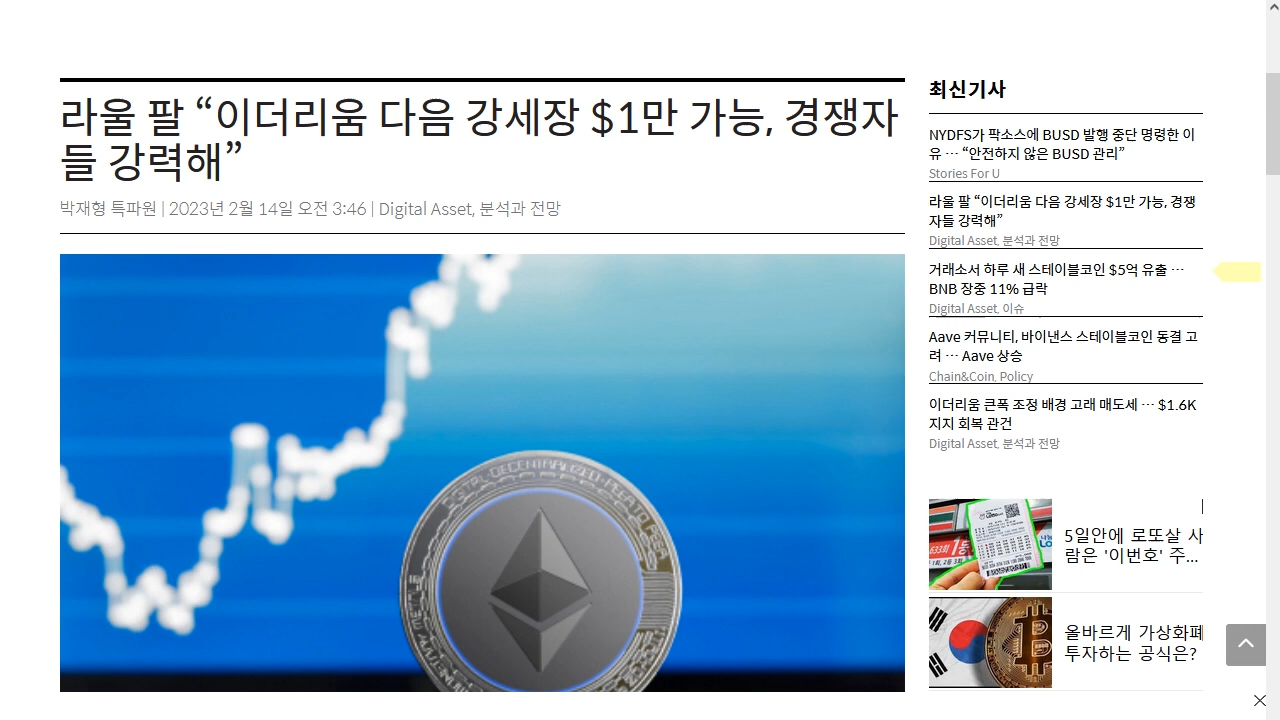 라울 팔 “이더리움 다음 강세장 $1만 가능, 경쟁자
들 강력해”
박재형 특파원 | 2023년 2월 14일 오전 3:46 | Digital Asset, 분석과 전망
최신기사
NYDFS가 팍소스에 BUSD 발행 중단 명령한 이
유 … “안전하지 않은 BUSD 관리”
Stories For U
라울 팔 “이더리움 다음 강세장 $1만 가능, 경쟁
자들 강력해”
Digital Asset, 분석과 전망
거래소서 하루 새 스테이블코인 $5억 유출 …
BNB 장중 11% 급락
Digital Asset, 이슈
Aave 커뮤니티, 바이낸스 스테이블코인 동결 고
려 … Aave 상승
Chain&Coin, Policy
이더리움 큰폭 조정 배경 고래 매도세 … $1.6K
지지 회복 관건
Digital Asset, 분석과 전망
5일안에 로또살 사
람은 '이번호' 주...
올바르게 가상화폐
투자하는 공식은?